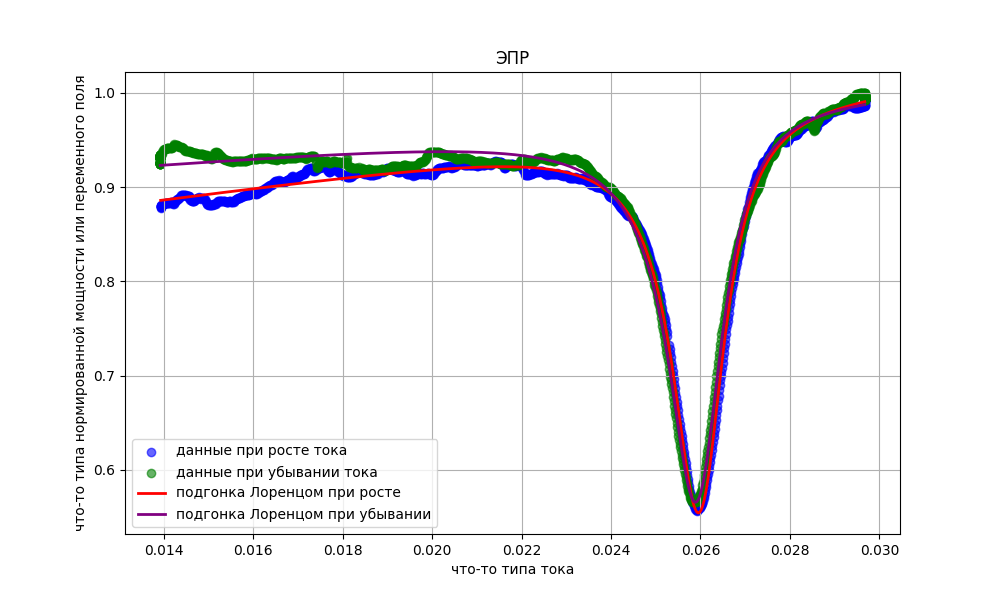 ЭПР
что-то типа нормированной мощности или переменного поля
1.0
0.9
0.8
0.7
0.6
данные при росте тока
данные при убывании тока
подгонка Лоренцом при росте
подгонка Лоренцом при убывании
0.014 0.016 0.018 0.020 0.022 0.024 0.026 0.028 0.030
что-то типа тока